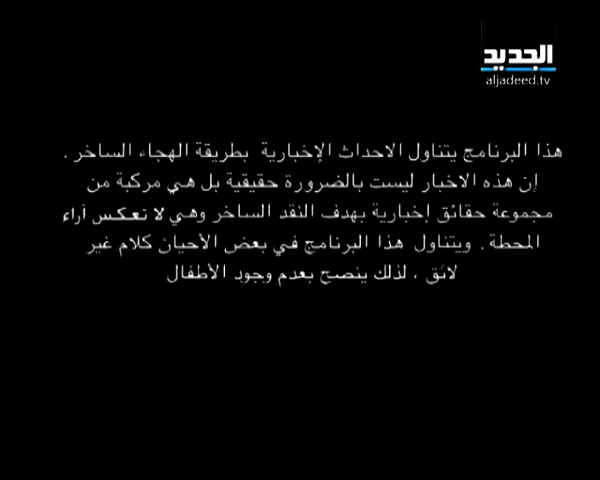 الجديد
aljadeed.tv
هذا البرنامج يتناول الاحداث الإخبارية بطريقة الهجاء الساخر .
إن هذه الاخبار ليست بالضرورة حقيقية بل هي مركبة من
مجموعة حقائق إخبارية بهدف النقد الساخر وهي لا تعكس أراء
المحطة . ويتناول هذا البرنامج في بعض الأحيان كلام غير
لائق ، لذلك ينصح بعدم وجود الأطفال